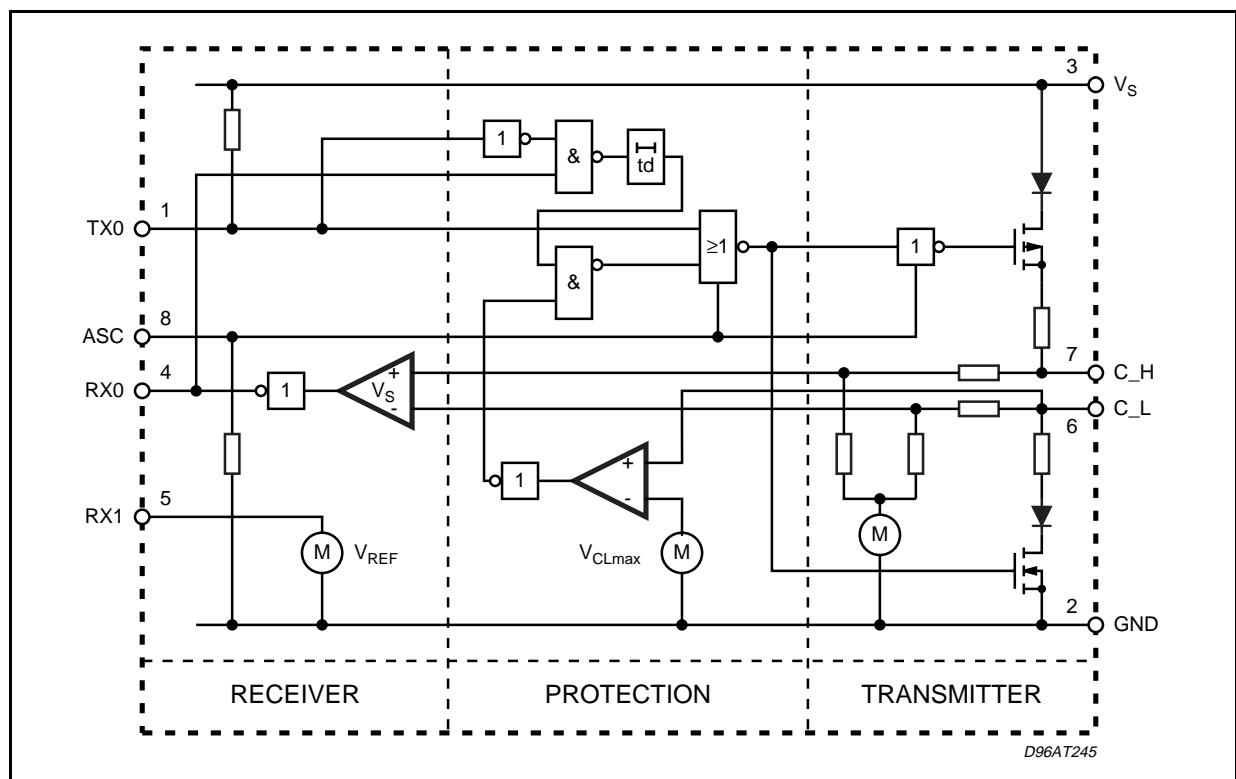 3
V_S
1
&
td
1
TX0
≥1
1
&
8
ASC
4
RX0
1
+
V_S
-
7
C_H
C_L
6
1
+
-
5
RX1
M
V_REF
V_CLmax
M
M
2
GND
RECEIVER
PROTECTION
TRANSMITTER
D96AT245